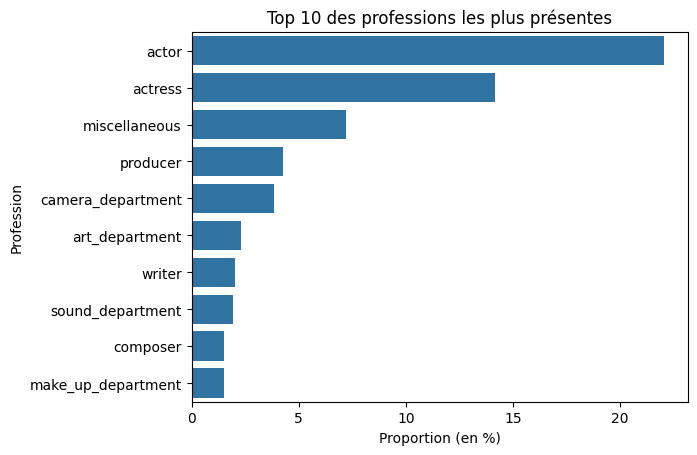 Top 10 des professions les plus présentes
Profession
actor
actress
miscellaneous
producer
camera_department
art_department
writer
sound_department
composer
make_up_department
0 5 10 15 20
Proportion (en %)